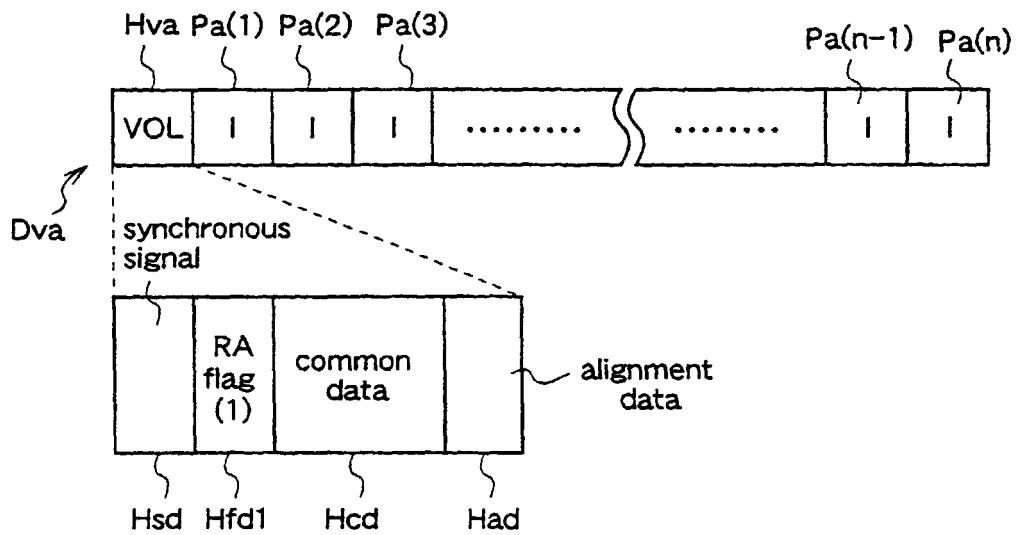 Hva Pa(1) Pa(2) Pa(3) Pa(n-1) Pa(n)
VOL I I I ········· ········ I I
Dva
synchronous
signal
RA
flag
(1)
common
data
alignment
data
Hsd Hfd1 Hcd Had